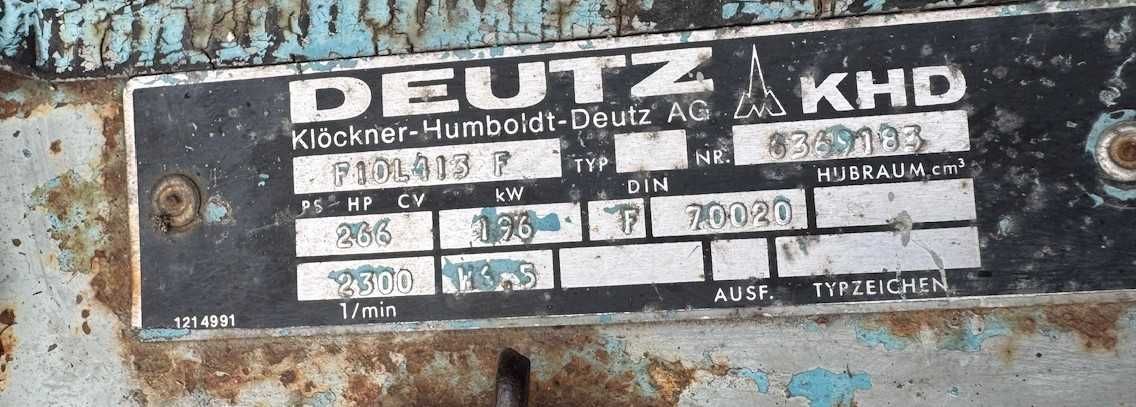 DEUTZ KHD
Klöckner-Humboldt-Deutz AG
F10L413 F TYP NR. 6369183
PS HP CV kW DIN HUBRAUM cm³
266 196 F 70020
2300
1/min AUSF. TYPZEICHEN
1214991